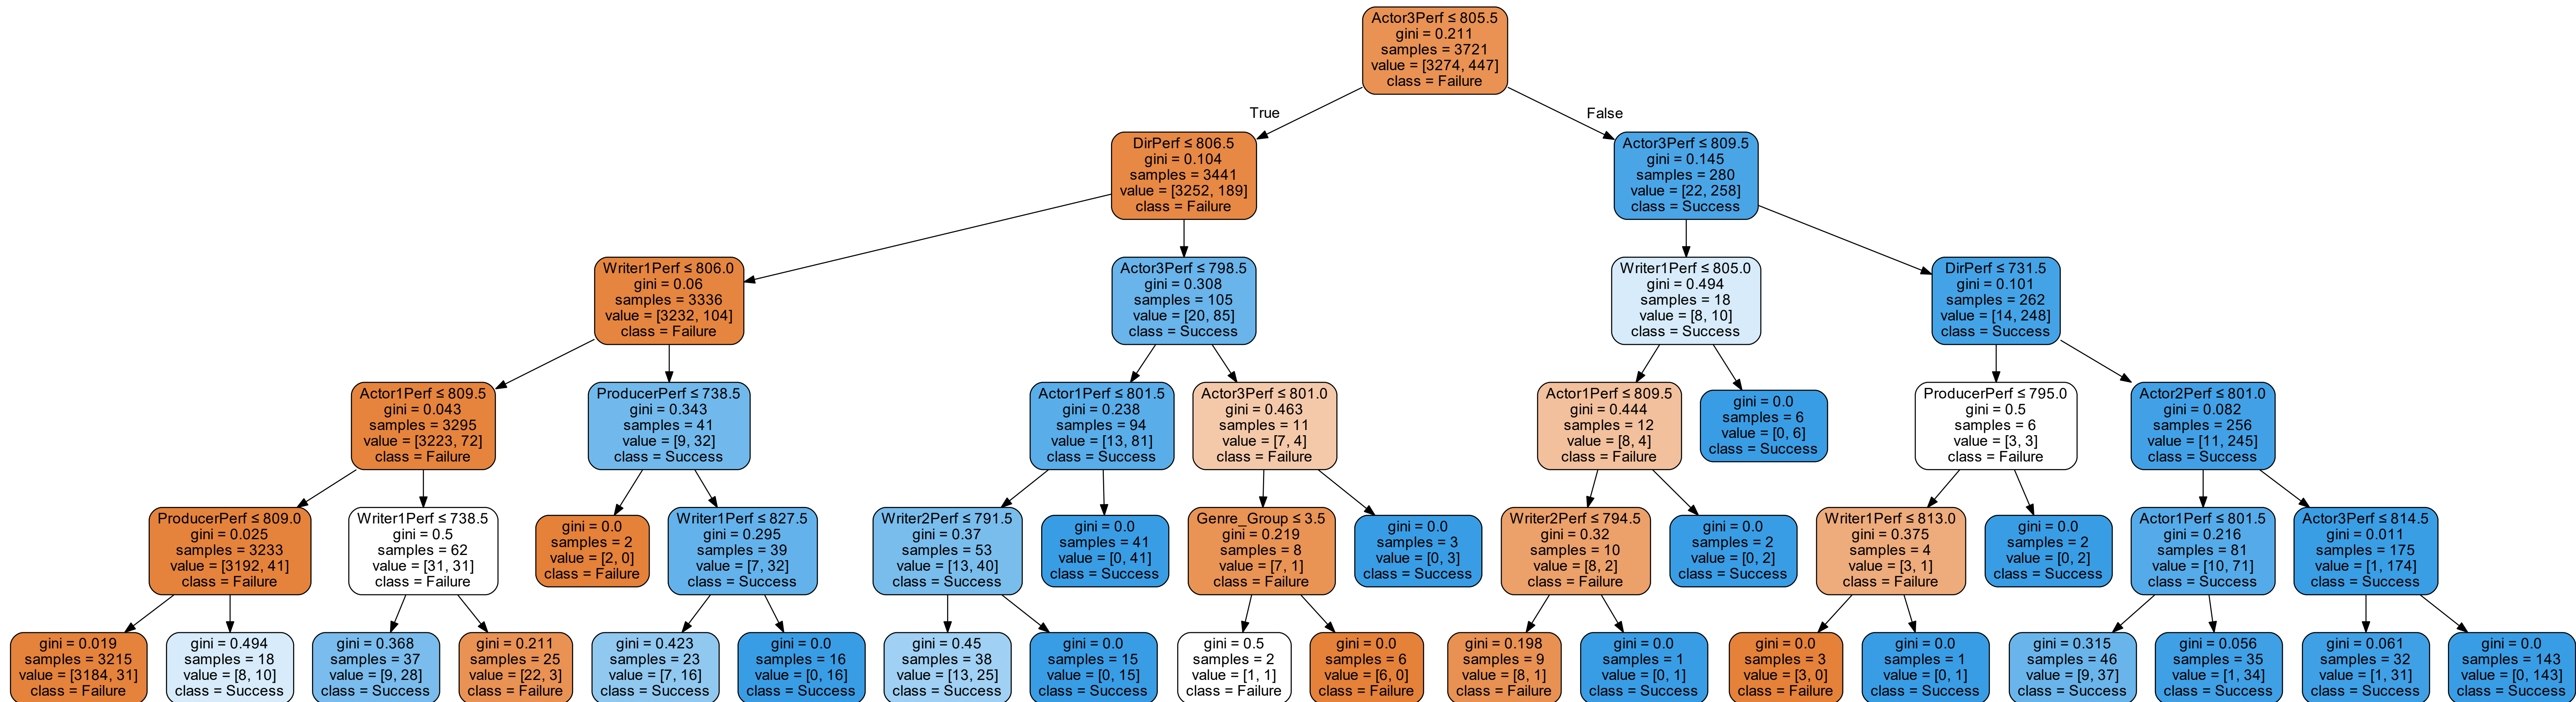 Actor3Perf ≤ 805.5
gini = 0.211
samples = 3721
value = [3274, 447]
class = Failure
True
False
DirPerf ≤ 806.5
gini = 0.104
samples = 3441
value = [3252, 189]
class = Failure
Actor3Perf ≤ 809.5
gini = 0.145
samples = 280
value = [22, 258]
class = Success
Writer1Perf ≤ 806.0
gini = 0.06
samples = 3336
value = [3232, 104]
class = Failure
Actor3Perf ≤ 798.5
gini = 0.308
samples = 105
value = [20, 85]
class = Success
Writer1Perf ≤ 805.0
gini = 0.494
samples = 18
value = [8, 10]
class = Success
DirPerf ≤ 731.5
gini = 0.101
samples = 262
value = [14, 248]
class = Success
Actor1Perf ≤ 809.5
gini = 0.043
samples = 3295
value = [3223, 72]
class = Failure
ProducerPerf ≤ 738.5
gini = 0.343
samples = 41
value = [9, 32]
class = Success
Actor1Perf ≤ 801.5
gini = 0.238
samples = 94
value = [13, 81]
class = Success
Actor3Perf ≤ 801.0
gini = 0.463
samples = 11
value = [7, 4]
class = Failure
Actor1Perf ≤ 809.5
gini = 0.444
samples = 12
value = [8, 4]
class = Failure
gini = 0.0
samples = 6
value = [0, 6]
class = Success
ProducerPerf ≤ 795.0
gini = 0.5
samples = 6
value = [3, 3]
class = Failure
Actor2Perf ≤ 801.0
gini = 0.082
samples = 256
value = [11, 245]
class = Success
ProducerPerf ≤ 809.0
gini = 0.025
samples = 3233
value = [3192, 41]
class = Failure
Writer1Perf ≤ 738.5
gini = 0.5
samples = 62
value = [31, 31]
class = Failure
gini = 0.0
samples = 2
value = [2, 0]
class = Failure
Writer1Perf ≤ 827.5
gini = 0.295
samples = 39
value = [7, 32]
class = Success
Writer2Perf ≤ 791.5
gini = 0.37
samples = 53
value = [13, 40]
class = Success
gini = 0.0
samples = 41
value = [0, 41]
class = Success
Genre_Group ≤ 3.5
gini = 0.219
samples = 8
value = [7, 1]
class = Failure
gini = 0.0
samples = 3
value = [0, 3]
class = Success
Writer2Perf ≤ 794.5
gini = 0.32
samples = 10
value = [8, 2]
class = Failure
gini = 0.0
samples = 2
value = [0, 2]
class = Success
Writer1Perf ≤ 813.0
gini = 0.375
samples = 4
value = [3, 1]
class = Failure
gini = 0.0
samples = 2
value = [0, 2]
class = Success
Actor1Perf ≤ 801.5
gini = 0.216
samples = 81
value = [10, 71]
class = Success
Actor3Perf ≤ 814.5
gini = 0.011
samples = 175
value = [1, 174]
class = Success
gini = 0.019
samples = 3215
value = [3184, 31]
class = Failure
gini = 0.494
samples = 18
value = [8, 10]
class = Success
gini = 0.368
samples = 37
value = [9, 28]
class = Success
gini = 0.211
samples = 25
value = [22, 3]
class = Failure
gini = 0.423
samples = 23
value = [7, 16]
class = Success
gini = 0.0
samples = 16
value = [0, 16]
class = Success
gini = 0.45
samples = 38
value = [13, 25]
class = Success
gini = 0.0
samples = 15
value = [0, 15]
class = Success
gini = 0.5
samples = 2
value = [1, 1]
class = Failure
gini = 0.0
samples = 6
value = [6, 0]
class = Failure
gini = 0.198
samples = 9
value = [8, 1]
class = Failure
gini = 0.0
samples = 1
value = [0, 1]
class = Success
gini = 0.0
samples = 3
value = [3, 0]
class = Failure
gini = 0.0
samples = 1
value = [0, 1]
class = Success
gini = 0.315
samples = 46
value = [9, 37]
class = Success
gini = 0.056
samples = 35
value = [1, 34]
class = Success
gini = 0.061
samples = 32
value = [1, 31]
class = Success
gini = 0.0
samples = 143
value = [0, 143]
class = Success